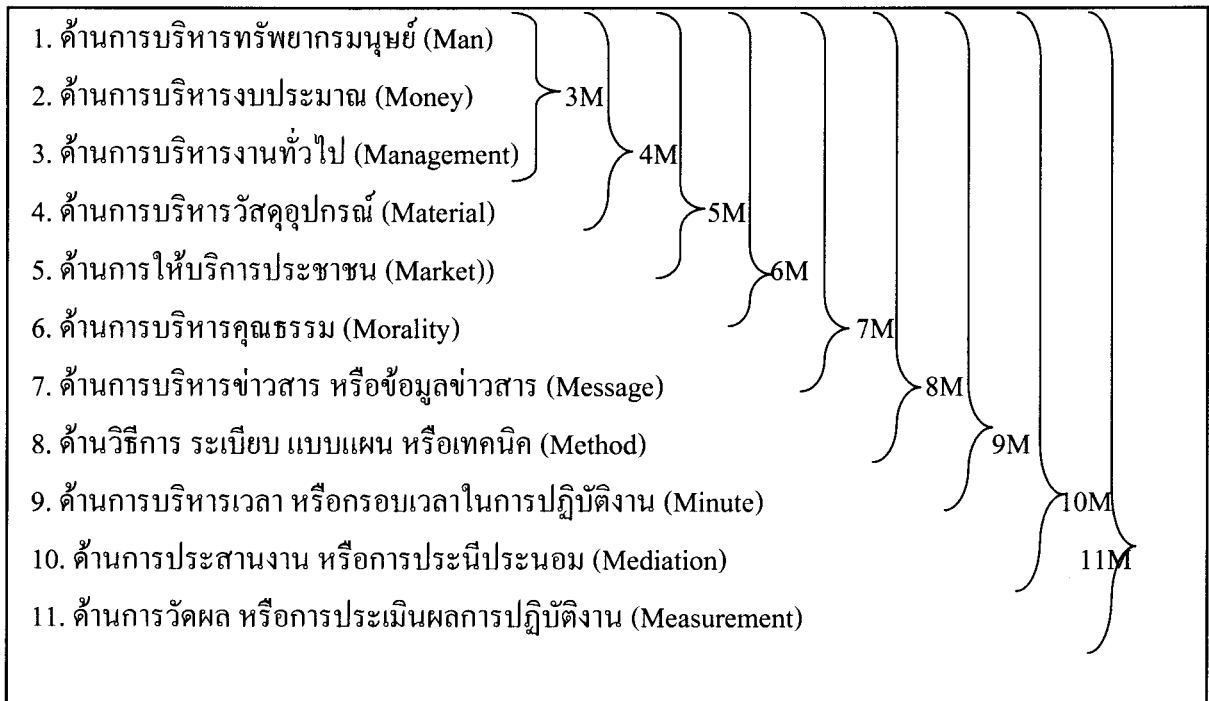 1. ด้านการบริหารทรัพยากรมนุษย์ (Man)
2. ด้านการบริหารงบประมาณ (Money) 3M
3. ด้านการบริหารงานทั่วไป (Management) 4M
4. ด้านการบริหารวัสดุอุปกรณ์ (Material) 5M
5. ด้านการให้บริการประชาชน (Market)) 6M
6. ด้านการบริหารคุณธรรม (Morality) 7M
7. ด้านการบริหารข่าวสาร หรือข้อมูลข่าวสาร (Message) 8M
8. ด้านวิธีการ ระเบียบ แบบแผน หรือเทคนิค (Method) 9M
9. ด้านการบริหารเวลา หรือกรอบเวลาในการปฏิบัติงาน (Minute) 10M
10. ด้านการประสานงาน หรือการประนีประนอม (Mediation) 11M
11. ด้านการวัดผล หรือการประเมินผลการปฏิบัติงาน (Measurement)